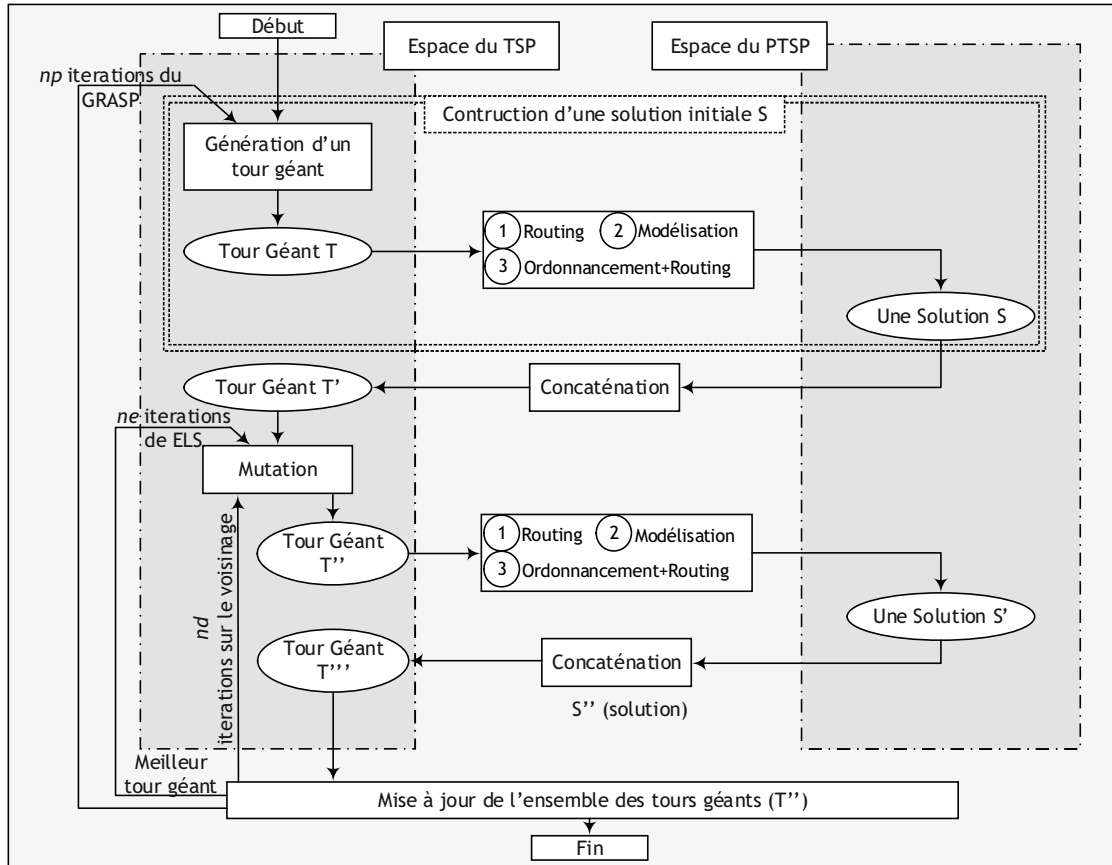 Début
Espace du TSP
Espace du PTSP
np iterations du
GRASP
Contruction d'une solution initiale S
Génération d'un
tour géant
Tour Géant T
1 Routing 2 Modélisation
3 Ordonnancement+Routing
Une Solution S
Tour Géant T'
Concaténation
ne iterations
de ELS
Mutation
Tour Géant
T''
1 Routing 2 Modélisation
3 Ordonnancement+Routing
Une Solution S'
nd
iterations sur le voisinage
Tour Géant
T'''
Concaténation
S'' (solution)
Meilleur
tour géant
Mise à jour de l'ensemble des tours géants (T'')
Fin